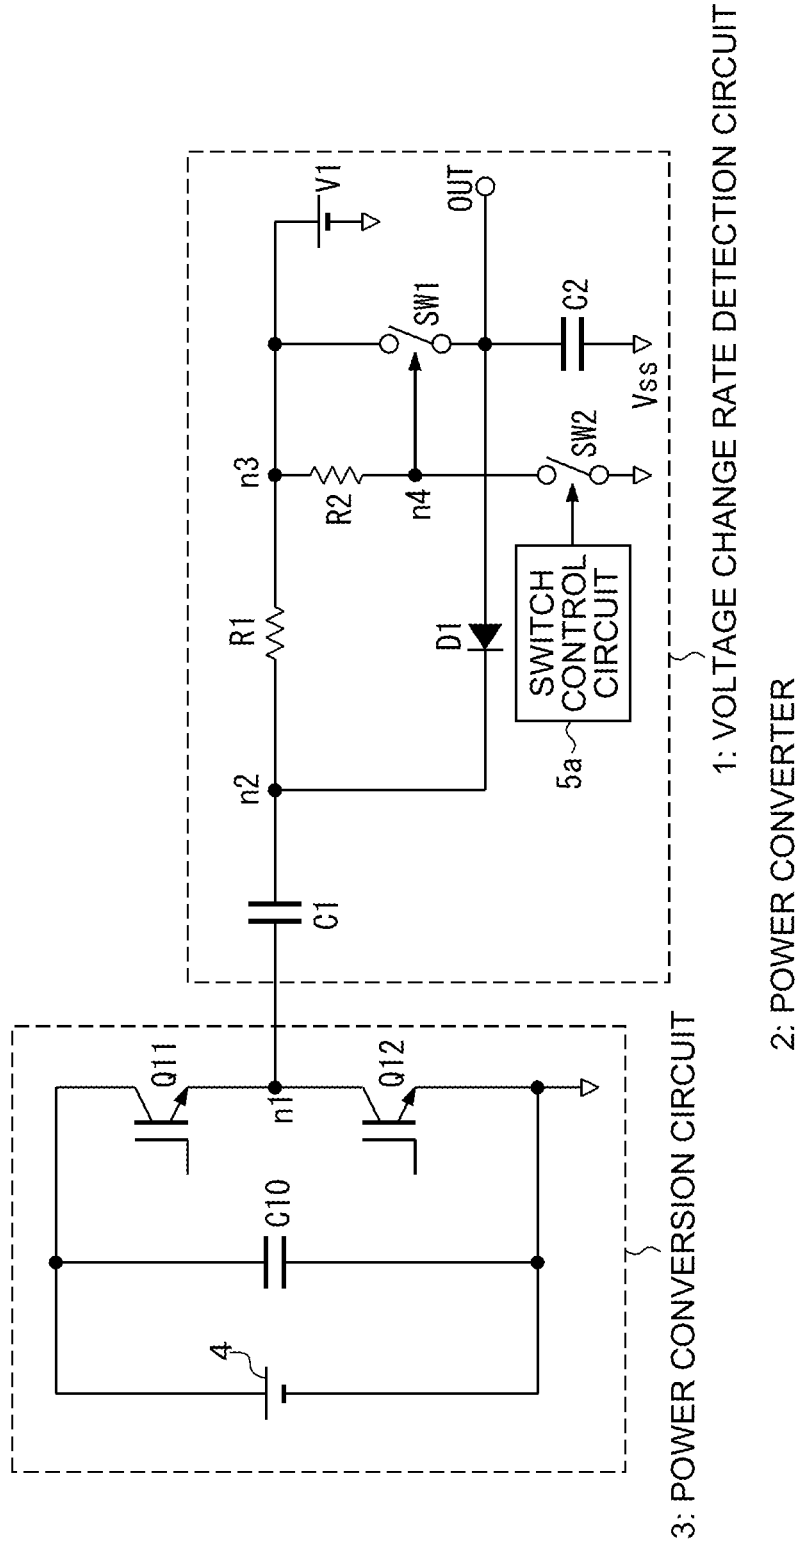 V1
OUT
SW1
C2
Vss
n3
R2
n4
SW2
R1
D1
SWITCH
CONTROL
CIRCUIT
5a
n2
C1
1: VOLTAGE CHANGE RATE DETECTION CIRCUIT
2: POWER CONVERTER
Q11
n1
Q12
C10
4
3: POWER CONVERSION CIRCUIT